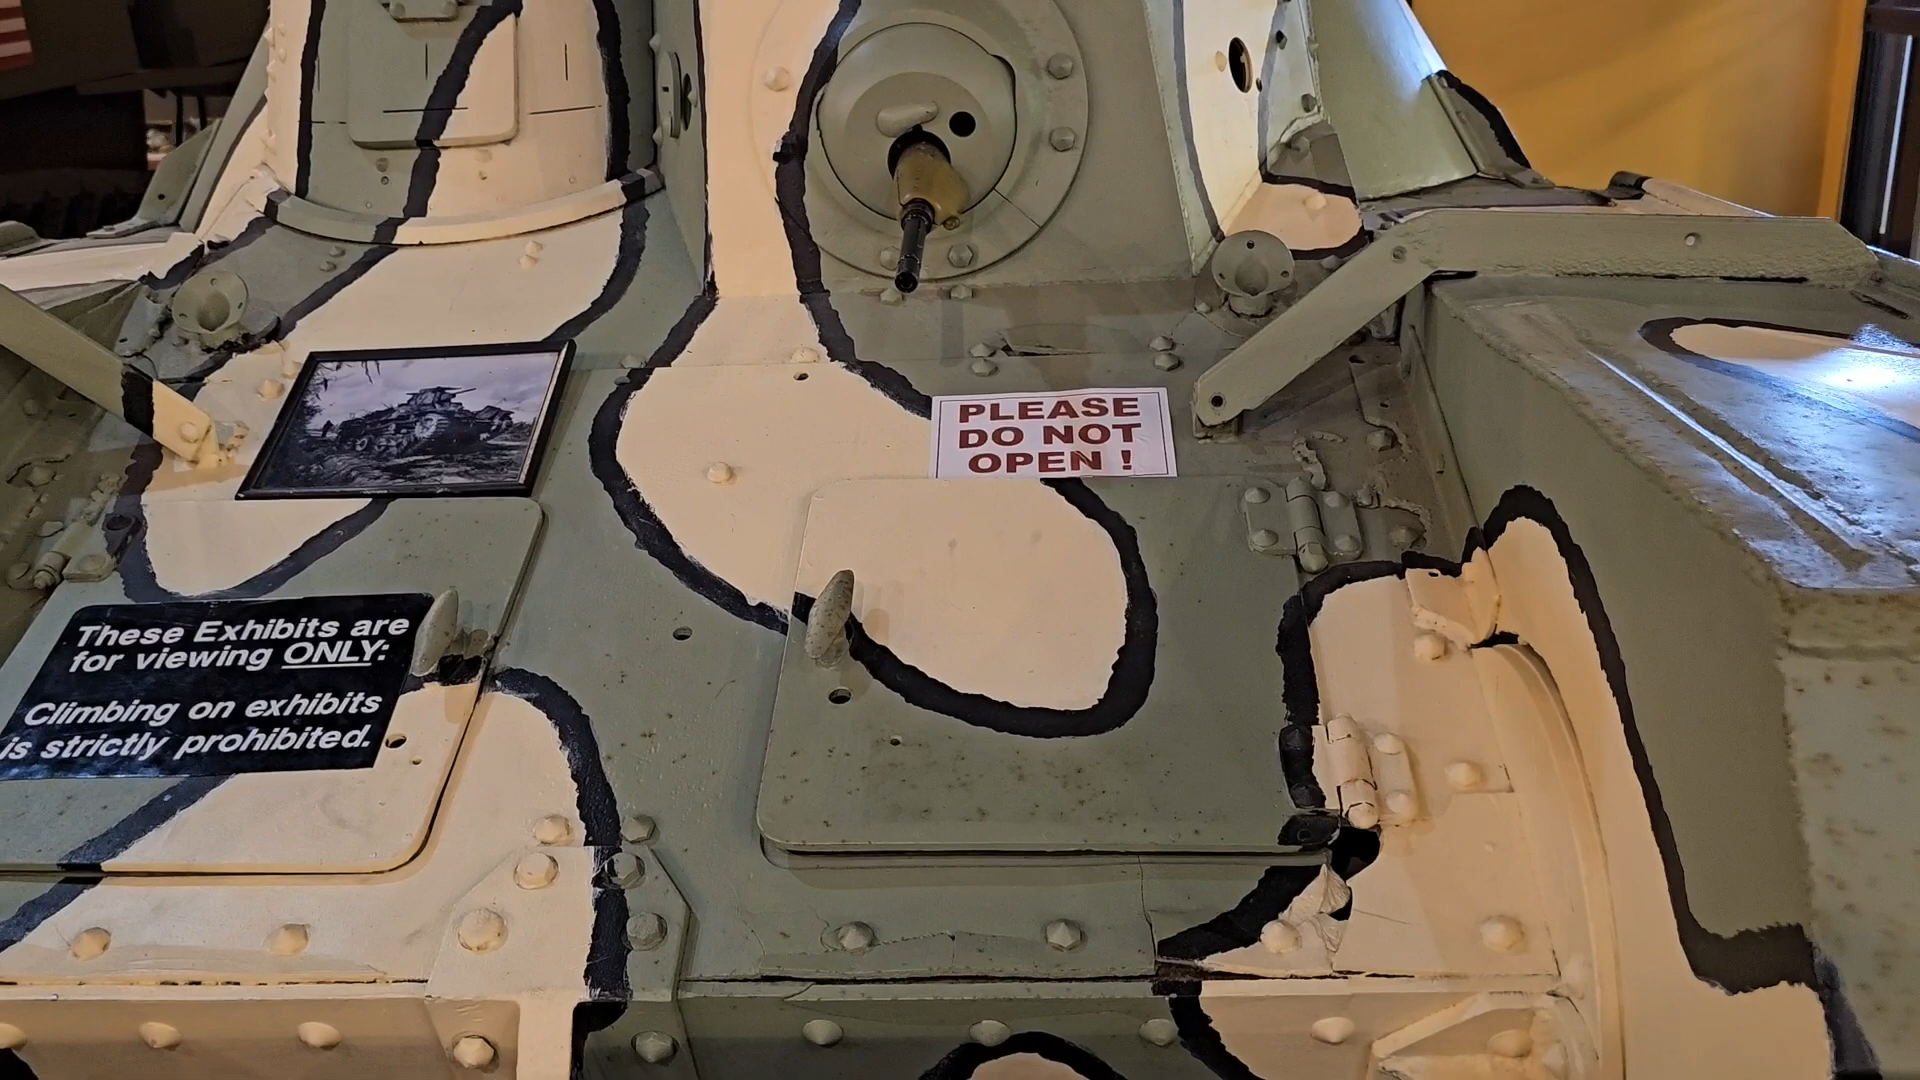 PLEASE
DO NOT
OPEN !
These Exhibits are
for viewing ONLY:
Climbing on exhibits
is strictly prohibited.